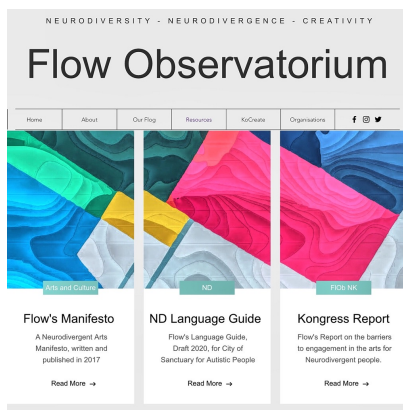 NEURODIVERSITY - NEURODIVERGENCE - CREATIVITY
Flow Observatorium
Home About Our Flog Resources KoCreate Organisations
Arts and Culture ND FlOb NK
Flow's Manifesto ND Language Guide Kongress Report
A Neurodivergent Arts Flow's Language Guide, Flow's Report on the barriers
Manifesto, written and Draft 2020, for City of to engagement in the arts for
published in 2017 Sanctuary for Autistic People Neurodivergent people.
Read More → Read More → Read More →